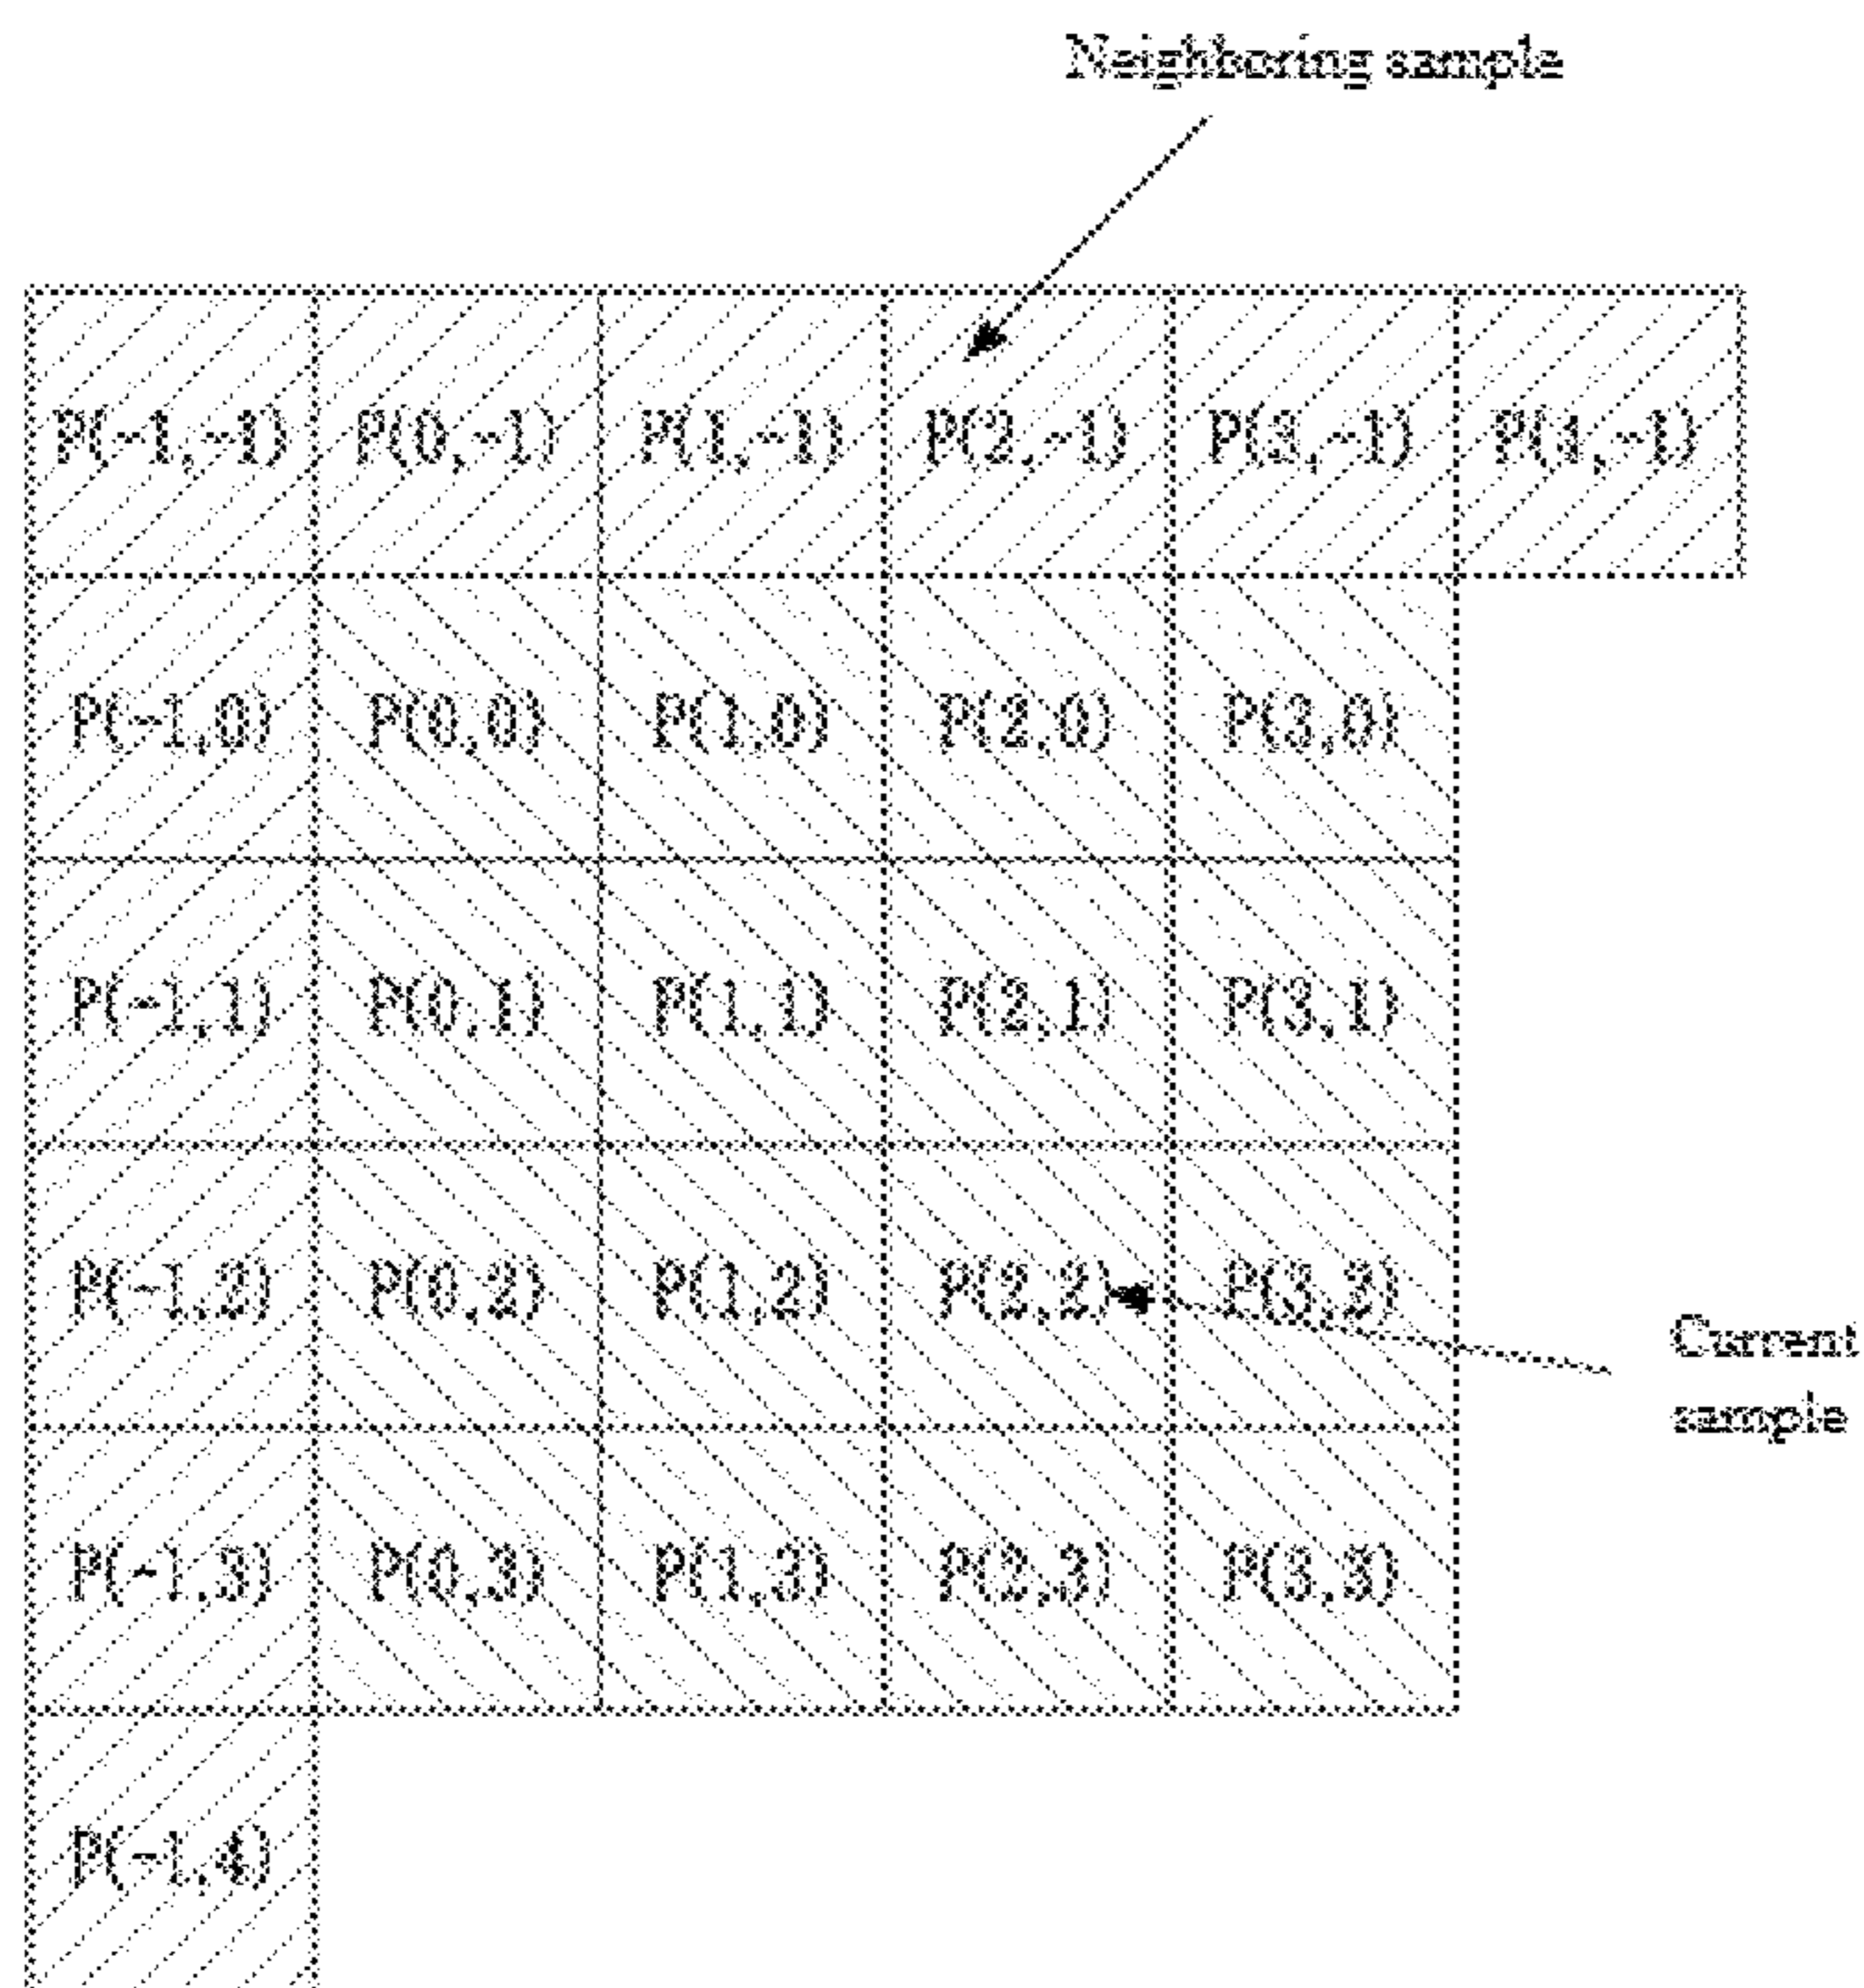 Neighboring sample
P(-1,-1) P(0,-1) P(1,-1) P(2,-1) P(3,-1) P(4,-1)
P(-1,0) P(0,0) P(1,0) P(2,0) P(3,0)
P(-1,1) P(0,1) P(1,1) P(2,1) P(3,1)
P(-1,2) P(0,2) P(1,2) P(2,2) P(3,2)
Current
sample
P(-1,3) P(0,3) P(1,3) P(2,3) P(3,3)
P(-1,4)